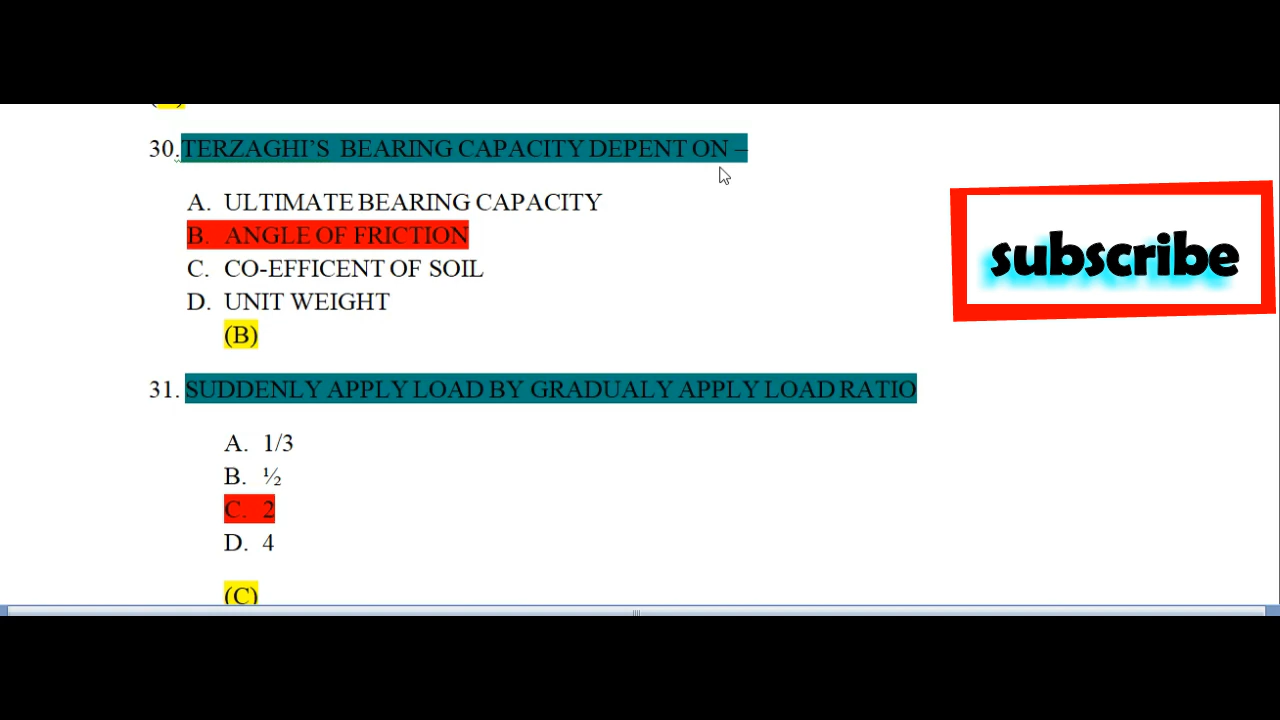 30.TERZAGHI'S BEARING CAPACITY DEPENT ON –
A. ULTIMATE BEARING CAPACITY
B. ANGLE OF FRICTION
C. CO-EFFICENT OF SOIL
D. UNIT WEIGHT
(B)
subscribe
31. SUDDENLY APPLY LOAD BY GRADUALY APPLY LOAD RATIO
A. 1/3
B. ½
C. 2
D. 4
(C)